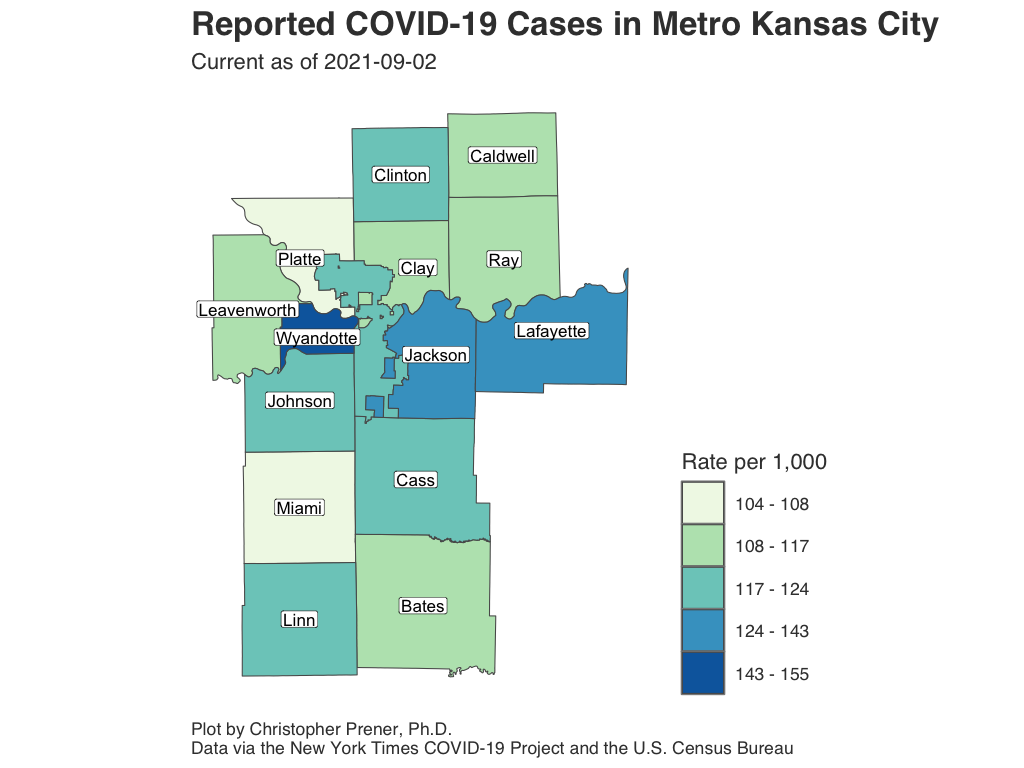 Reported COVID-19 Cases in Metro Kansas City
Current as of 2021-09-02
Caldwell
Clinton
Platte
Clay
Ray
Leavenworth
Wyandotte
Jackson
Lafayette
Johnson
Cass
Miami
Bates
Linn
Rate per 1,000
104 - 108
108 - 117
117 - 124
124 - 143
143 - 155
Plot by Christopher Prener, Ph.D.
Data via the New York Times COVID-19 Project and the U.S. Census Bureau